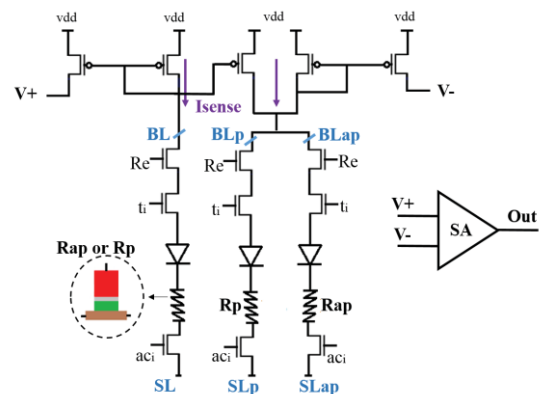 vdd vdd vdd vdd vdd
V+ V-
Isense
BL BLp BLap
Re Re Re
V+
tᵢ tᵢ tᵢ
Out
SA
V-
Rap or Rp
Rp Rap
acᵢ acᵢ acᵢ
SL SLp SLap